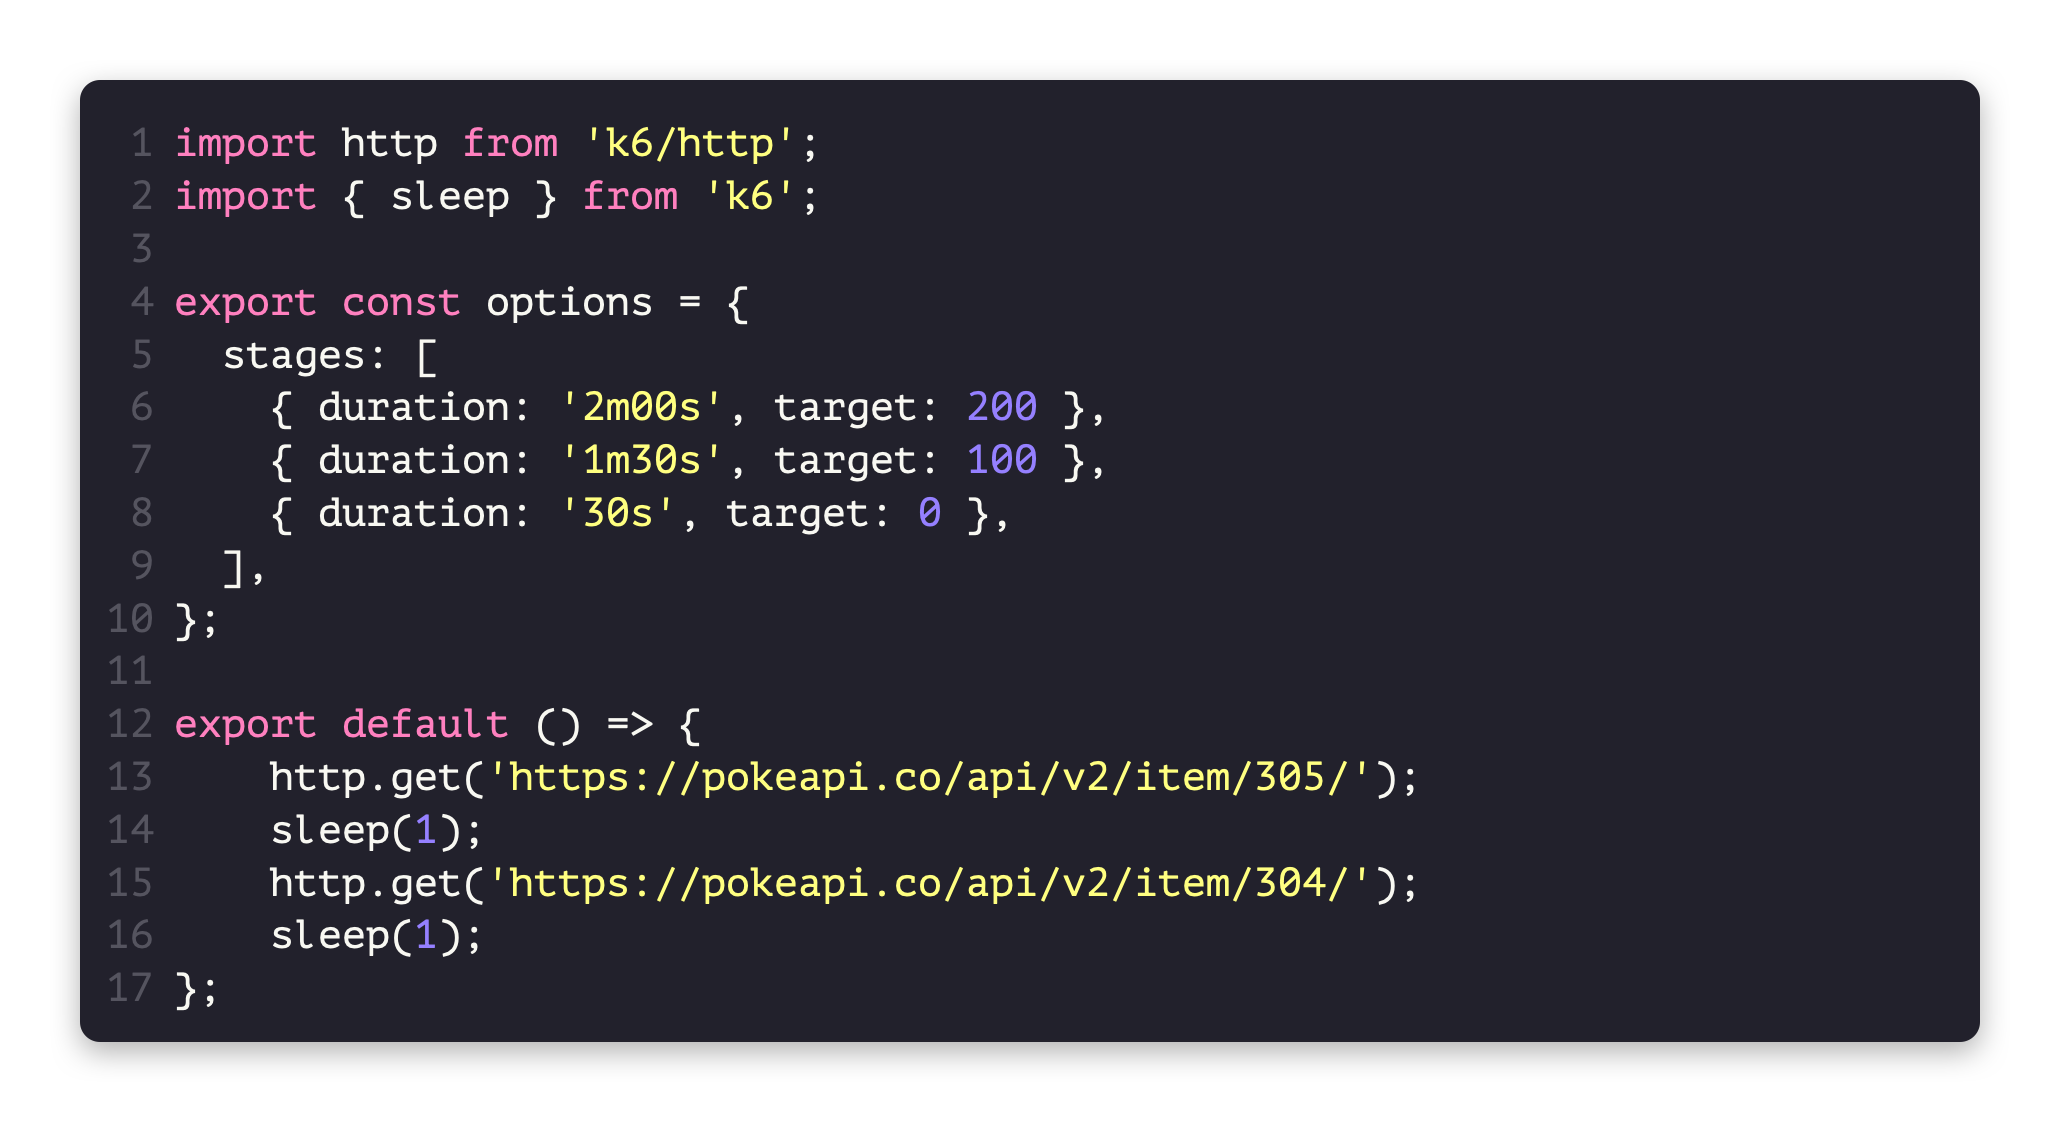 1 import http from 'k6/http';
2 import { sleep } from 'k6';
3
4 export const options = {
5   stages: [
6     { duration: '2m00s', target: 200 },
7     { duration: '1m30s', target: 100 },
8     { duration: '30s', target: 0 },
9   ],
10 };
11
12 export default () => {
13     http.get('https://pokeapi.co/api/v2/item/305/');
14     sleep(1);
15     http.get('https://pokeapi.co/api/v2/item/304/');
16     sleep(1);
17 };